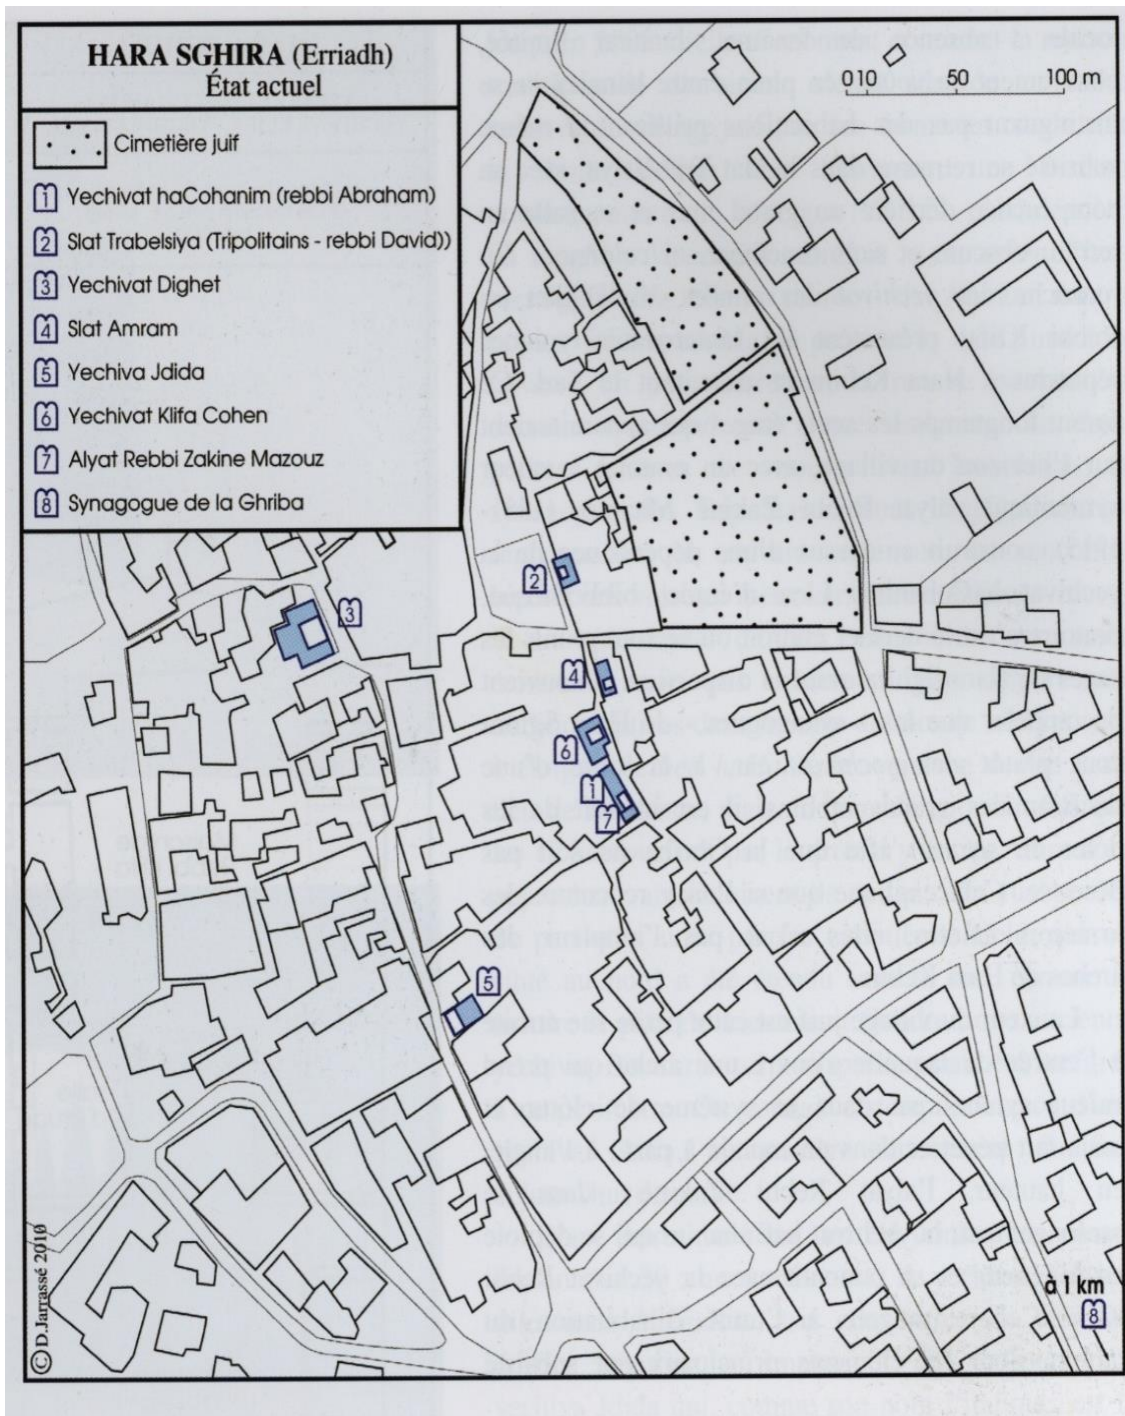 HARA SGHIRA (Erriadh)
État actuel
Cimetière juif
1 Yechivat haCohanim (rebbi Abraham)
2 Slat Trabelsiya (Tripolitains - rebbi David))
3 Yechivat Dighet
4 Slat Amram
5 Yechiva Jdida
6 Yechivat Klifa Cohen
7 Alyat Rebbi Zakine Mazouz
8 Synagogue de la Ghriba
0 10 50 100 m
2
3
4
6
1
7
5
à 1 km
8
© D.Jarrassé 2010